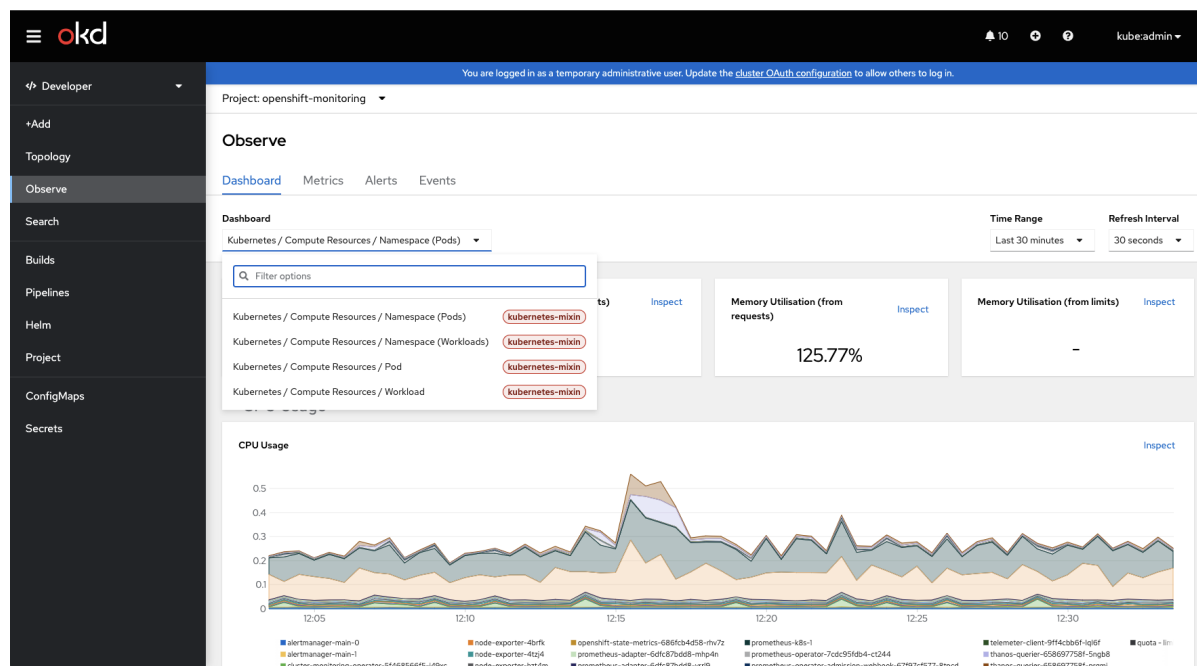 okd
10
kube:admin
Developer
You are logged in as a temporary administrative user. Update the cluster OAuth configuration to allow others to log in.
Project: openshift-monitoring
+Add
Topology
Observe
Search
Builds
Pipelines
Helm
Project
ConfigMaps
Secrets
Observe
Dashboard Metrics Alerts Events
Dashboard
Kubernetes / Compute Resources / Namespace (Pods)
Time Range
Last 30 minutes
Refresh Interval
30 seconds
Filter options
Kubernetes / Compute Resources / Namespace (Pods) kubernetes-mixin
Kubernetes / Compute Resources / Namespace (Workloads) kubernetes-mixin
Kubernetes / Compute Resources / Pod kubernetes-mixin
Kubernetes / Compute Resources / Workload kubernetes-mixin
ts) Inspect
Memory Utilisation (from
requests)
Inspect
125.77%
Memory Utilisation (from limits) Inspect
-
CPU Usage Inspect
0.5
0.4
0.3
0.2
0.1
0
12:05 12:10 12:15 12:20 12:25 12:30
alertmanager-main-0 node-exporter-4brfk openshift-state-metrics-686fcb4d58-rhv7z prometheus-k8s-1 telemeter-client-9ff4cbb6f-lql6f quota - lim
alertmanager-main-1 node-exporter-4tzj4 prometheus-adapter-6dfc87bdd8-mhp4n prometheus-operator-7cdc95fdb4-ct244 thanos-querier-658697758f-5ngb8